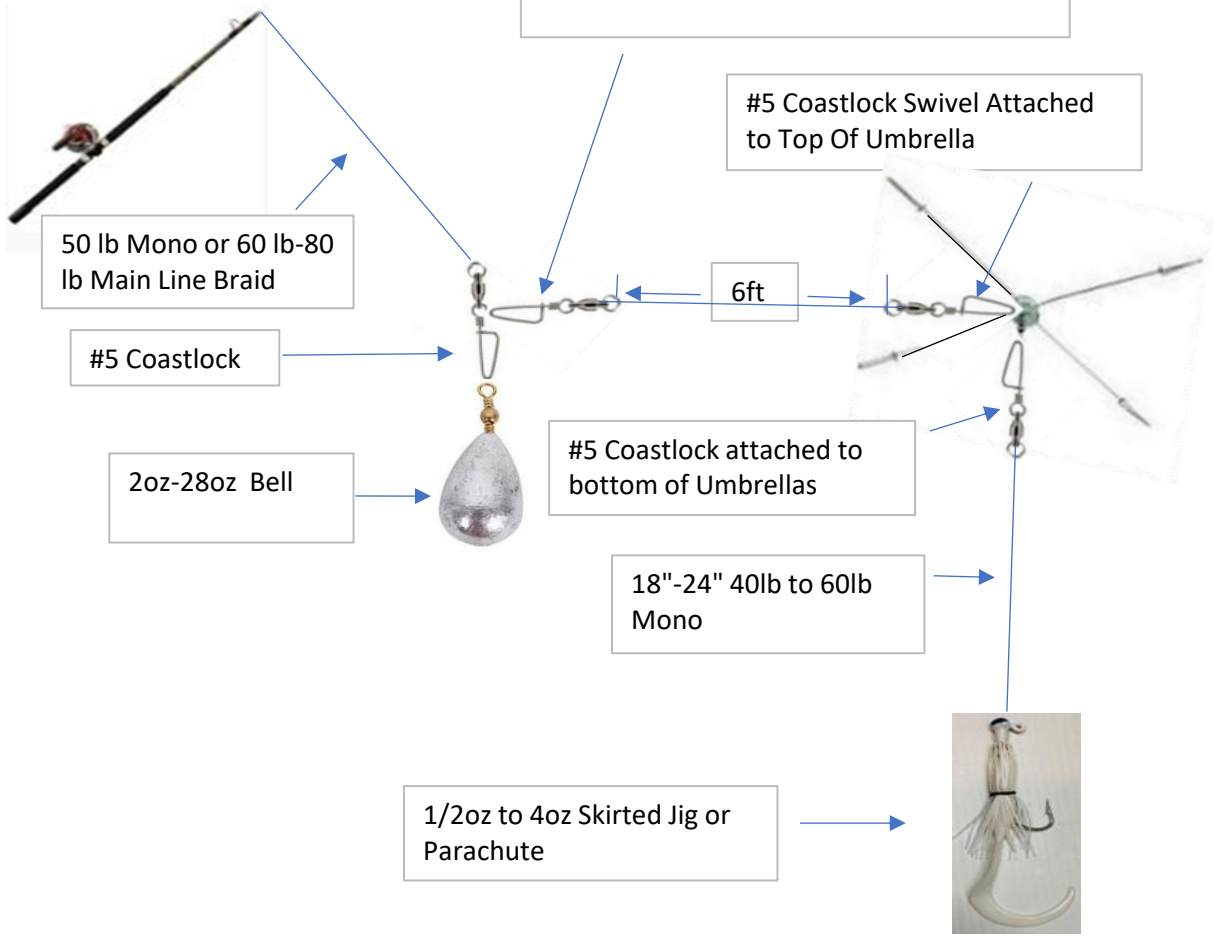 #5 Coastlock Swivel Attached
to Top Of Umbrella
50 lb Mono or 60 lb-80
lb Main Line Braid
6ft
#5 Coastlock
#5 Coastlock attached to
bottom of Umbrellas
2oz-28oz  Bell
18"-24" 40lb to 60lb
Mono
1/2oz to 4oz Skirted Jig or
Parachute